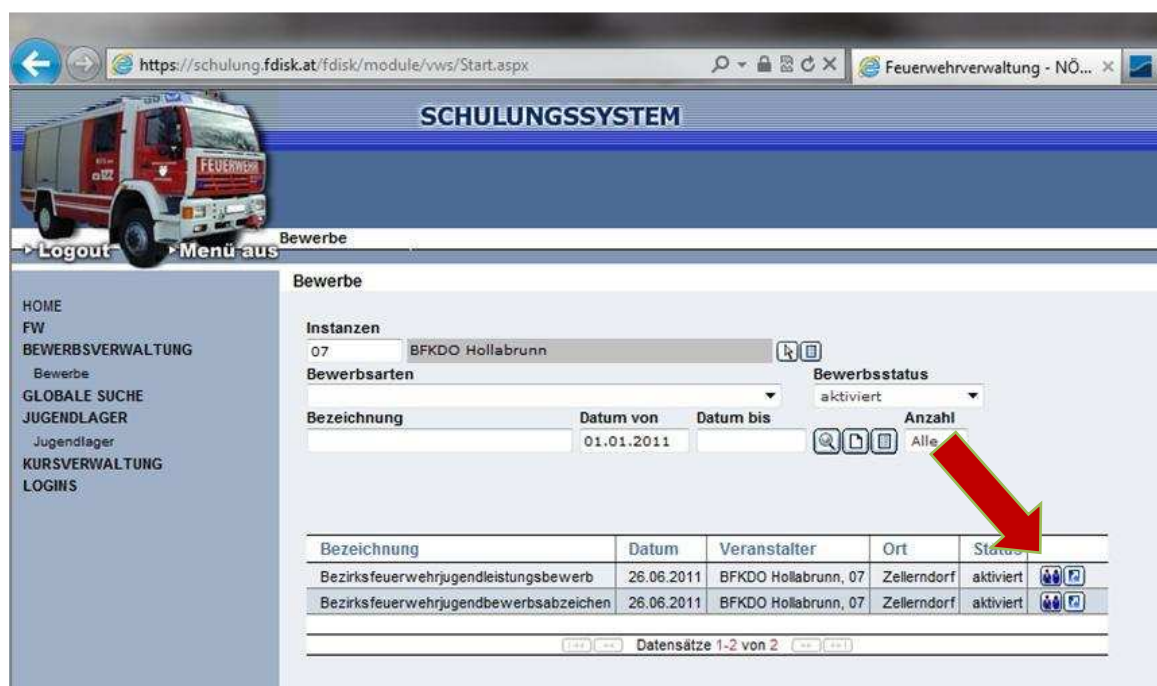 https://schulung.fdisk.at/fdisk/module/vws/Start.aspx
Feuerwehrverwaltung - NÖ...
SCHULUNGSSYSTEM
FEUERWEHR
122
Logout
Menü aus
Bewerbe
Bewerbe
HOME
FW
BEWERBSVERWALTUNG
Bewerbe
GLOBALE SUCHE
JUGENDLAGER
Jugendlager
KURSVERWALTUNG
LOGINS
Instanzen
07 BFKDO Hollabrunn
Bewerbsarten Bewerbsstatus
aktiviert
Bezeichnung Datum von Datum bis Anzahl
01.01.2011 Alle
Bezeichnung Datum Veranstalter Ort Status
Bezirksfeuerwehrjugendleistungsbewerb 26.06.2011 BFKDO Hollabrunn, 07 Zellerndorf aktiviert
Bezirksfeuerwehrjugendbewerbsabzeichen 26.06.2011 BFKDO Hollabrunn, 07 Zellerndorf aktiviert
Datensätze 1-2 von 2